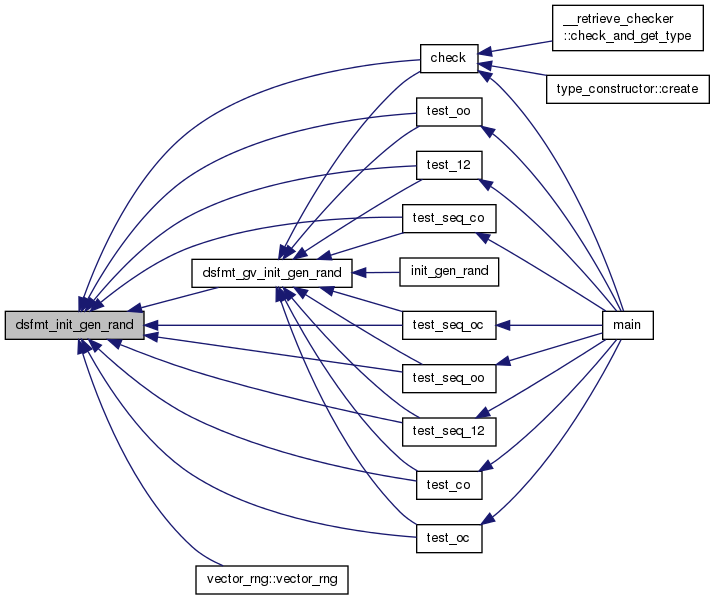 __retrieve_checker
::check_and_get_type
check
type_constructor::create
test_oo
test_12
test_seq_co
dsfmt_gv_init_gen_rand
init_gen_rand
dsfmt_init_gen_rand
test_seq_oc
main
test_seq_oo
test_seq_12
test_co
test_oc
vector_rng::vector_rng